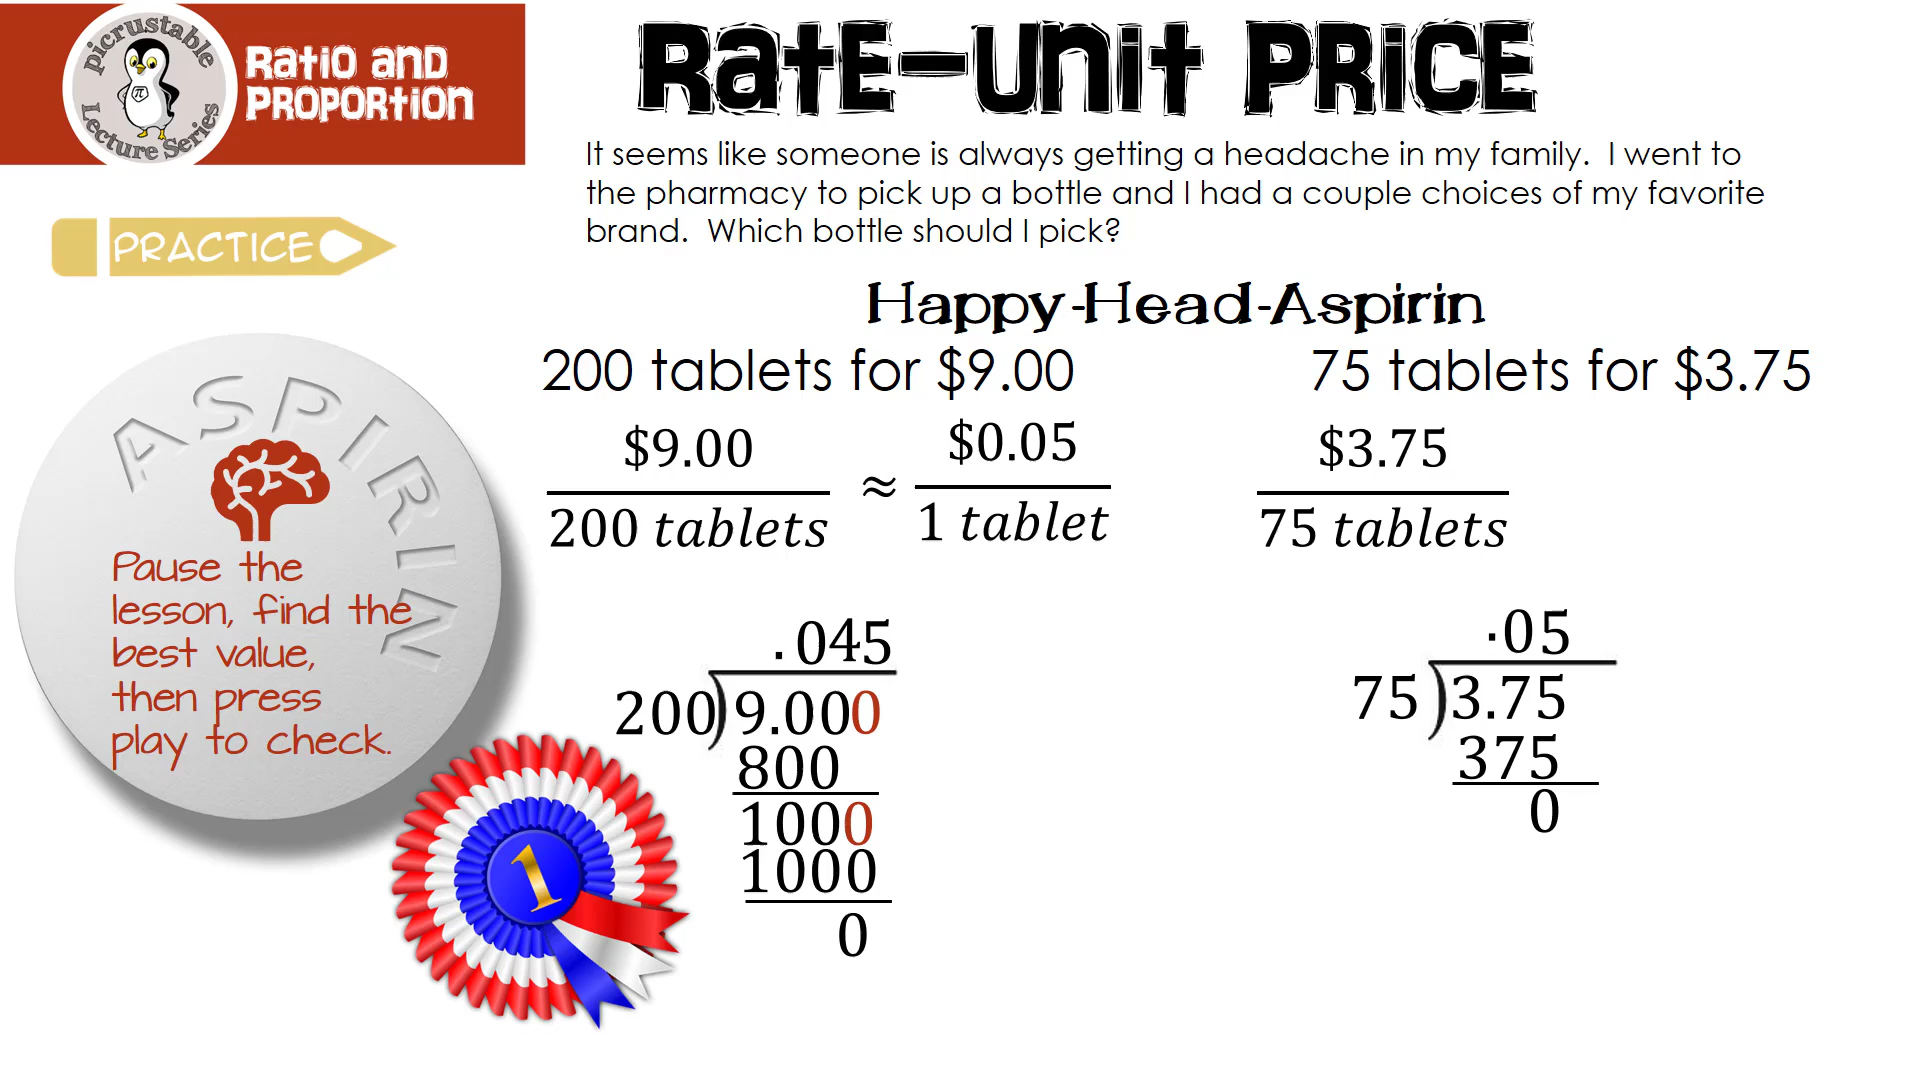 picrustable
Lecture Series
π
Ratio and
Proportion
Rate-Unit Price
It seems like someone is always getting a headache in my family. I went to
the pharmacy to pick up a bottle and I had a couple choices of my favorite
brand. Which bottle should I pick?
PRACTICE
Happy-Head-Aspirin
200 tablets for $9.00
75 tablets for $3.75
$9.00
200 tablets
≈
$0.05
1 tablet
$3.75
75 tablets
ASPIRIN
Pause the
lesson, find the
best value,
then press
play to check.
.045
200)9.000
800
1000
1000
0
.05
75)3.75
375
0
1